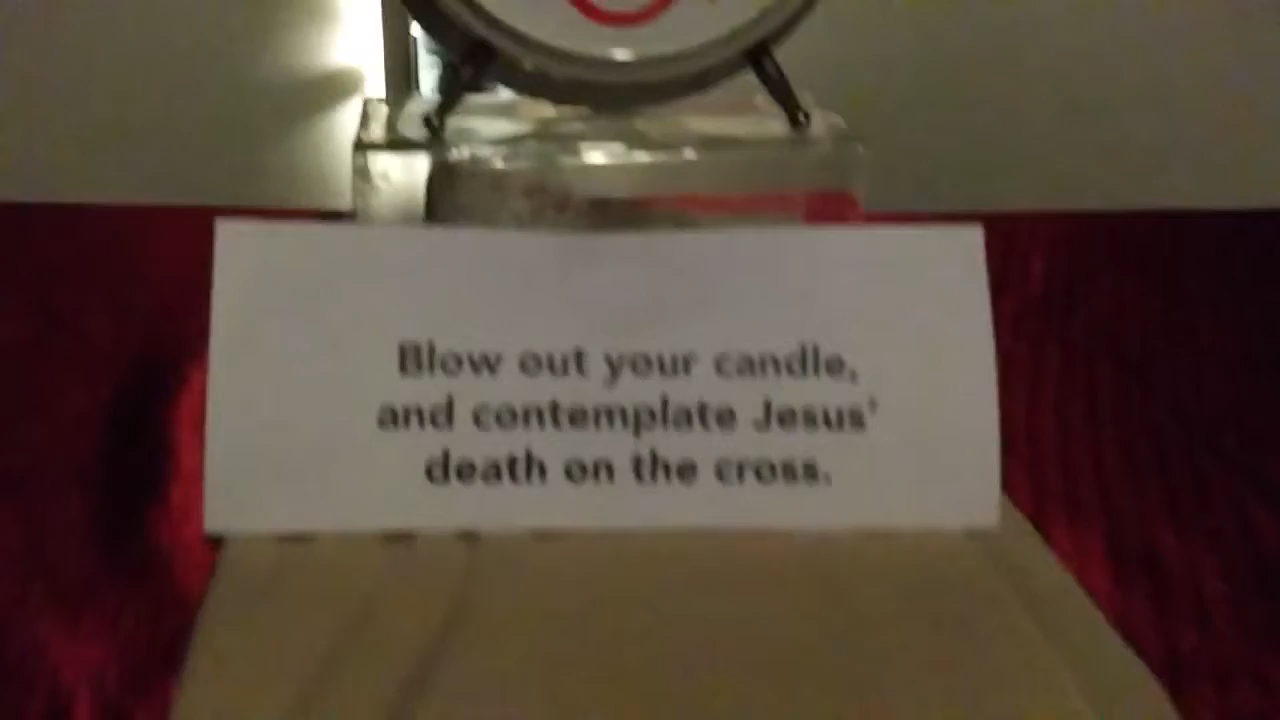 Blow out your candle,
and contemplate Jesus'
death on the cross.